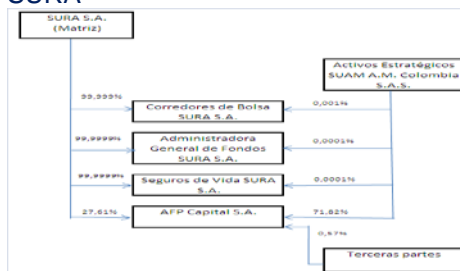 SURA
SURA S.A.
(Matriz)
Activos Estratégicos
SUAM A.M. Colombia
S.A.S.
99,999%
Corredores de Bolsa
SURA S.A.
0,001%
99,9999%
Administradora
General de Fondos
SURA S.A.
0,0001%
99,9999%
Seguros de Vida SURA
S.A.
0,0001%
27,61%
AFP Capital S.A.
71,82%
0,57%
Terceras partes